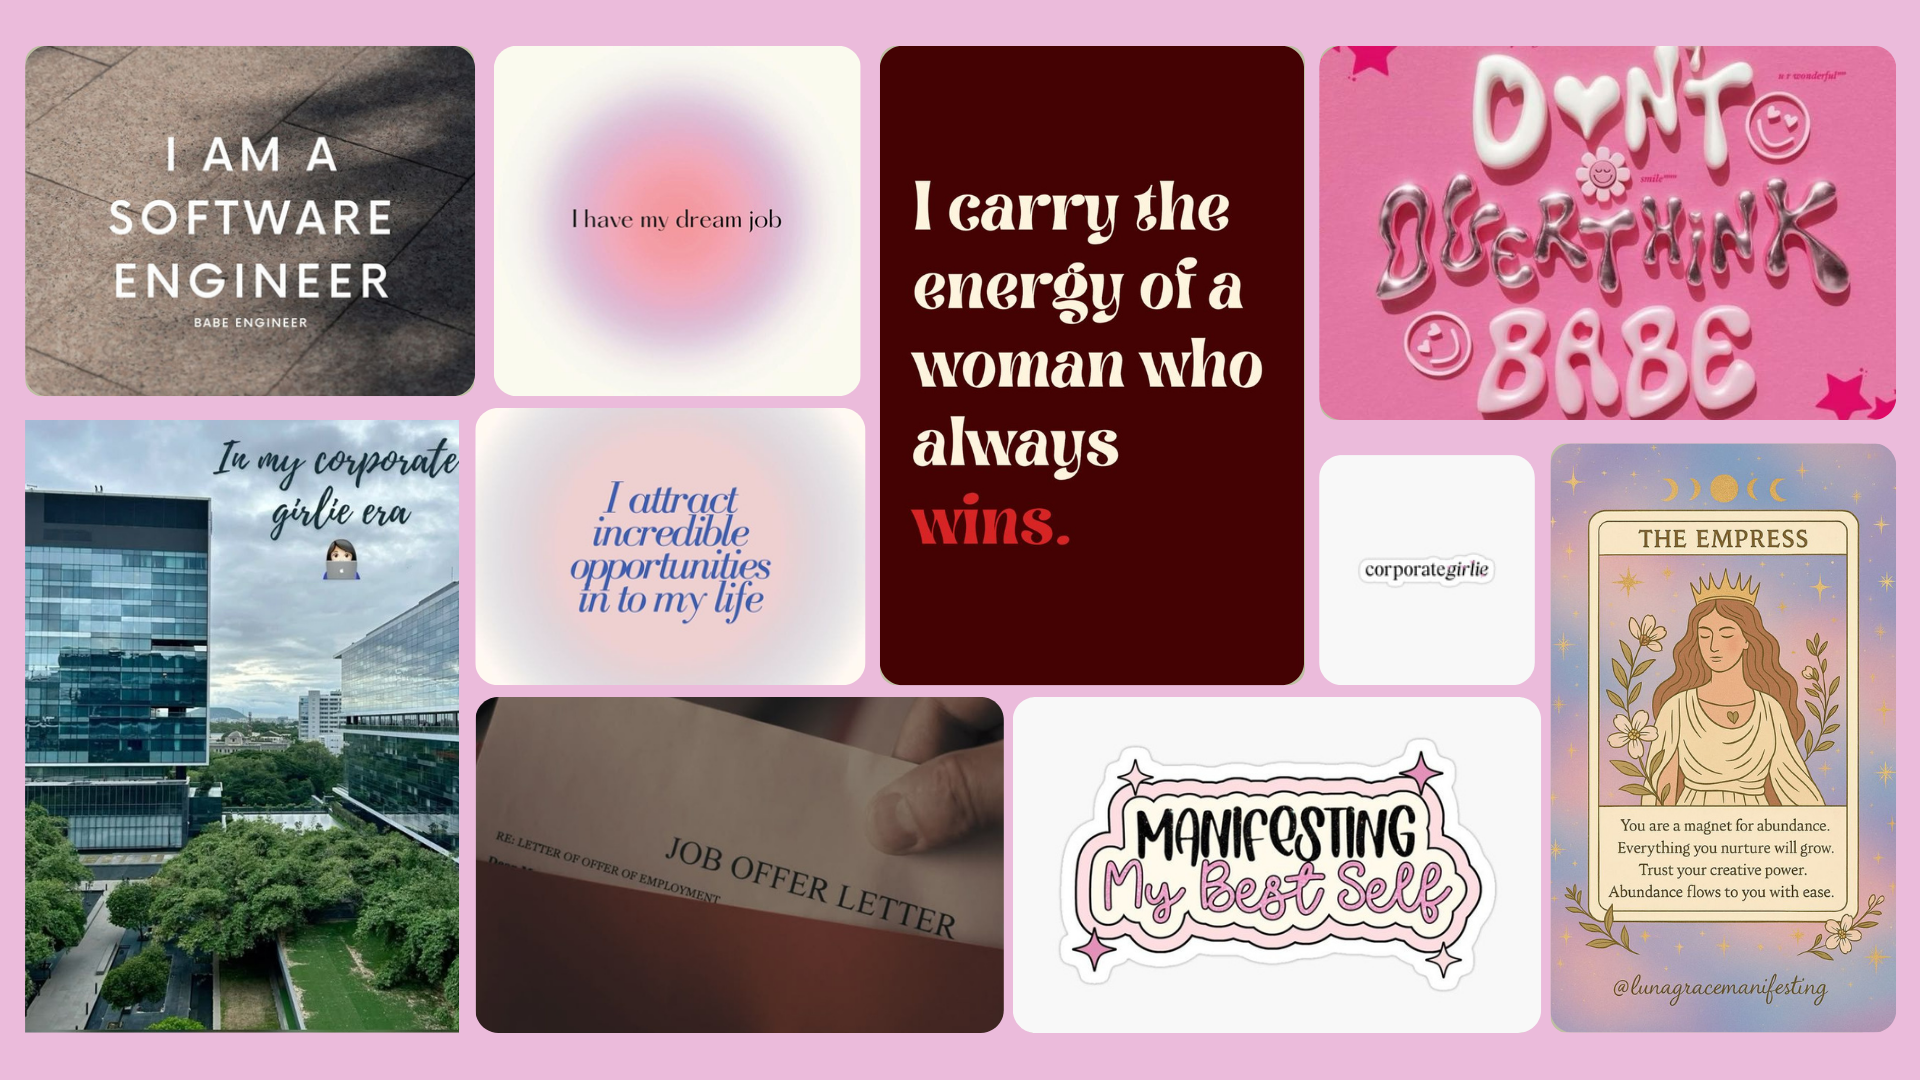 I AM A
SOFTWARE
ENGINEER
BABE ENGINEER
I have my dream job
I carry the
energy of a
woman who
always
wins.
DON'T
u r wonderful
smile
OVERTHINK
BABE
In my corporate
girlie era
I attract
incredible
opportunities
in to my life
corporategirlie
THE EMPRESS
You are a magnet for abundance.
Everything you nurture will grow.
Trust your creative power.
Abundance flows to you with ease.
@lunagracemanifesting
JOB OFFER LETTER
RE: LETTER OF OFFER OF EMPLOYMENT
MANIFESTING
My Best Self